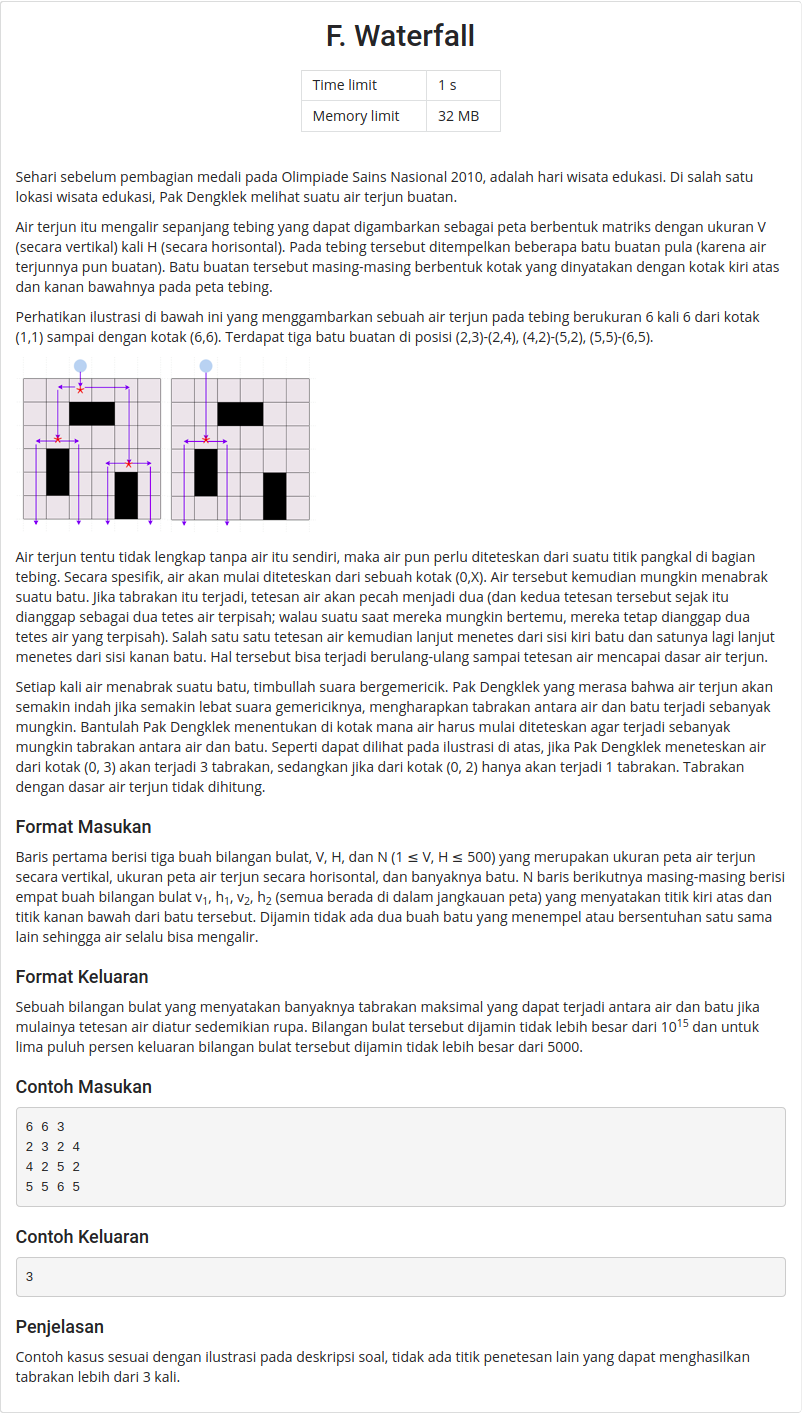 F. Waterfall
Time limit 1 s
Memory limit 32 MB
Sehari sebelum pembagian medali pada Olimpiade Sains Nasional 2010, adalah hari wisata edukasi. Di salah satu
lokasi wisata edukasi, Pak Dengklek melihat suatu air terjun buatan.
Air terjun itu mengalir sepanjang tebing yang dapat digambarkan sebagai peta berbentuk matriks dengan ukuran V
(secara vertikal) kali H (secara horisontal). Pada tebing tersebut ditempelkan beberapa batu buatan pula (karena air
terjunnya pun buatan). Batu buatan tersebut masing-masing berbentuk kotak yang dinyatakan dengan kotak kiri atas
dan kanan bawahnya pada peta tebing.
Perhatikan ilustrasi di bawah ini yang menggambarkan sebuah air terjun pada tebing berukuran 6 kali 6 dari kotak
(1,1) sampai dengan kotak (6,6). Terdapat tiga batu buatan di posisi (2,3)-(2,4), (4,2)-(5,2), (5,5)-(6,5).
Air terjun tentu tidak lengkap tanpa air itu sendiri, maka air pun perlu diteteskan dari suatu titik pangkal di bagian
tebing. Secara spesifik, air akan mulai diteteskan dari sebuah kotak (0,X). Air tersebut kemudian mungkin menabrak
suatu batu. Jika tabrakan itu terjadi, tetesan air akan pecah menjadi dua (dan kedua tetesan tersebut sejak itu
dianggap sebagai dua tetes air terpisah; walau suatu saat mereka mungkin bertemu, mereka tetap dianggap dua
tetes air yang terpisah). Salah satu satu tetesan air kemudian lanjut menetes dari sisi kiri batu dan satunya lagi lanjut
menetes dari sisi kanan batu. Hal tersebut bisa terjadi berulang-ulang sampai tetesan air mencapai dasar air terjun.
Setiap kali air menabrak suatu batu, timbullah suara bergemericik. Pak Dengklek yang merasa bahwa air terjun akan
semakin indah jika semakin lebat suara gemericiknya, mengharapkan tabrakan antara air dan batu terjadi sebanyak
mungkin. Bantulah Pak Dengklek menentukan di kotak mana air harus mulai diteteskan agar terjadi sebanyak
mungkin tabrakan antara air dan batu. Seperti dapat dilihat pada ilustrasi di atas, jika Pak Dengklek meneteskan air
dari kotak (0, 3) akan terjadi 3 tabrakan, sedangkan jika dari kotak (0, 2) hanya akan terjadi 1 tabrakan. Tabrakan
dengan dasar air terjun tidak dihitung.
Format Masukan
Baris pertama berisi tiga buah bilangan bulat, V, H, dan N (1 ≤ V, H ≤ 500) yang merupakan ukuran peta air terjun
secara vertikal, ukuran peta air terjun secara horisontal, dan banyaknya batu. N baris berikutnya masing-masing berisi
empat buah bilangan bulat v₁, h₁, v₂, h₂ (semua berada di dalam jangkauan peta) yang menyatakan titik kiri atas dan
titik kanan bawah dari batu tersebut. Dijamin tidak ada dua buah batu yang menempel atau bersentuhan satu sama
lain sehingga air selalu bisa mengalir.
Format Keluaran
Sebuah bilangan bulat yang menyatakan banyaknya tabrakan maksimal yang dapat terjadi antara air dan batu jika
mulainya tetesan air diatur sedemikian rupa. Bilangan bulat tersebut dijamin tidak lebih besar dari 10¹⁵ dan untuk
lima puluh persen keluaran bilangan bulat tersebut dijamin tidak lebih besar dari 5000.
Contoh Masukan
6 6 3
2 3 2 4
4 2 5 2
5 5 6 5
Contoh Keluaran
3
Penjelasan
Contoh kasus sesuai dengan ilustrasi pada deskripsi soal, tidak ada titik penetesan lain yang dapat menghasilkan
tabrakan lebih dari 3 kali.